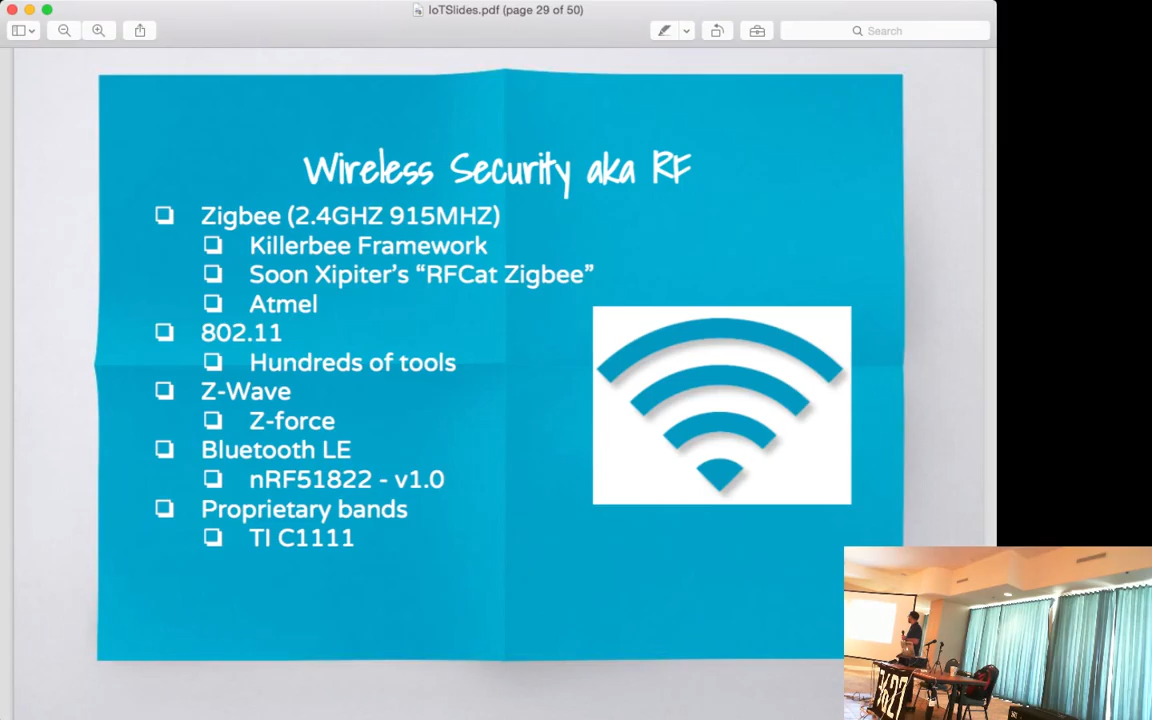 IoTSlides.pdf (page 29 of 50)
Search
Wireless Security aka RF
Zigbee (2.4GHZ 915MHZ)
Killerbee Framework
Soon Xipiter's “RFCat Zigbee”
Atmel
802.11
Hundreds of tools
Z-Wave
Z-force
Bluetooth LE
nRF51822 - v1.0
Proprietary bands
TI C1111